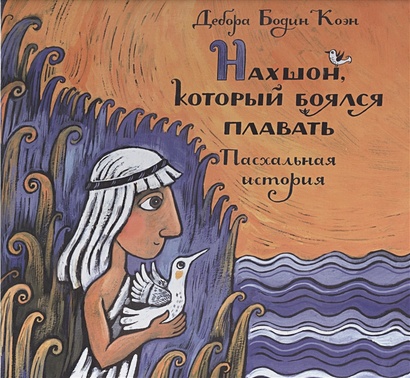 Дебора Бодин Коэн
Нахшон,
который боялся
плавать
Пасхальная
история